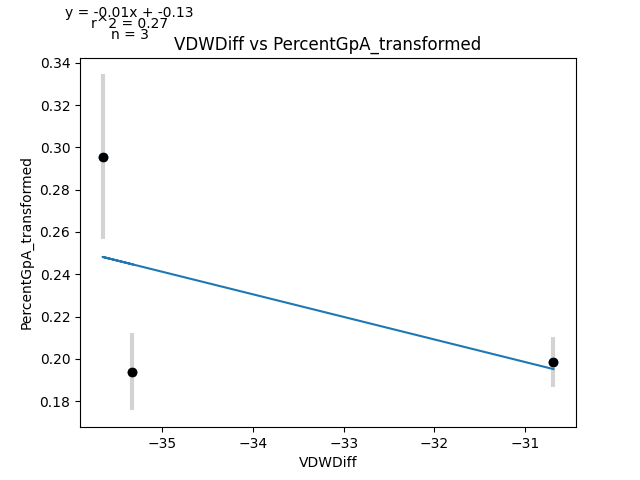 y = -0.01x + -0.13
r^2 = 0.27
n = 3
VDWDiff vs PercentGpA_transformed
0.34
0.32
0.30
0.28
0.26
0.24
0.22
0.20
0.18
PercentGpA_transformed
−35 −34 −33 −32 −31
VDWDiff